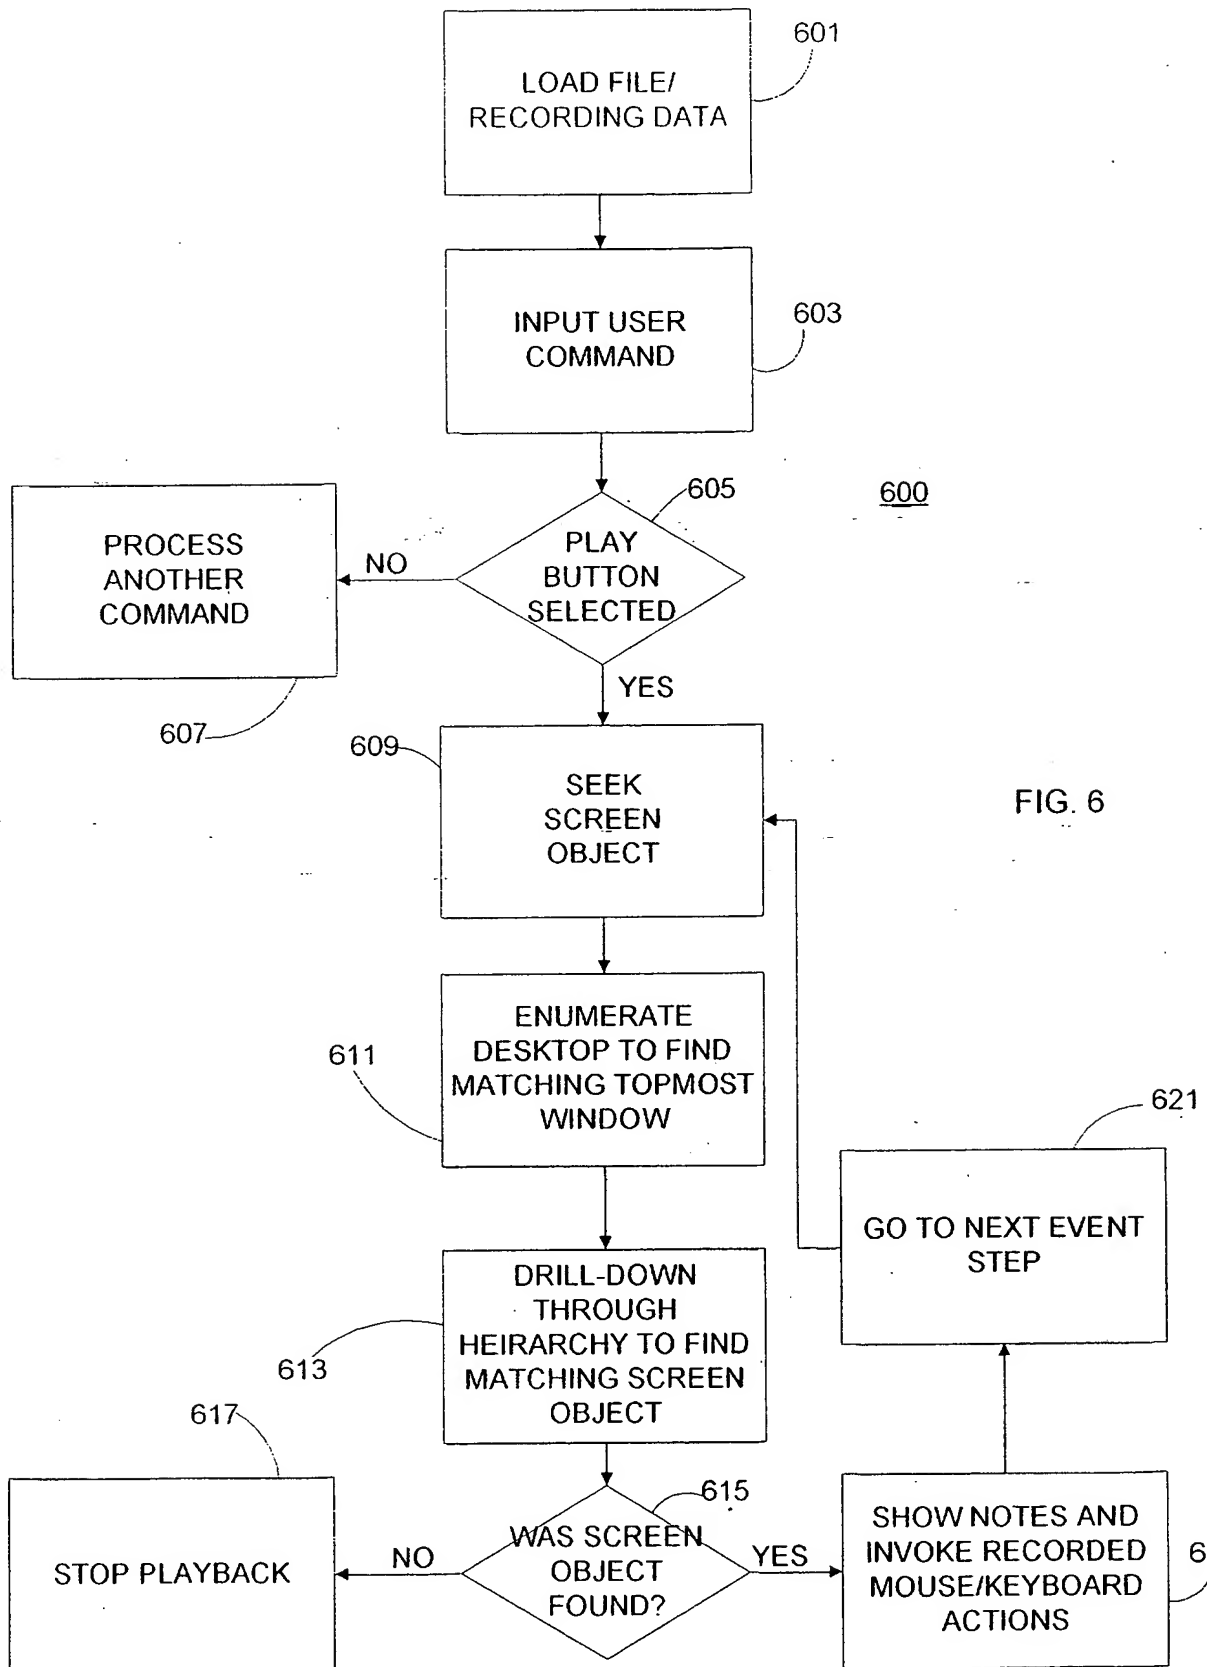 601
LOAD FILE/
RECORDING DATA
INPUT USER
COMMAND
603
605
600
PLAY
BUTTON
SELECTED
NO
PROCESS
ANOTHER
COMMAND
607
YES
609
SEEK
SCREEN
OBJECT
FIG. 6
611
ENUMERATE
DESKTOP TO FIND
MATCHING TOPMOST
WINDOW
621
GO TO NEXT EVENT
STEP
613
DRILL-DOWN
THROUGH
HEIRARCHY TO FIND
MATCHING SCREEN
OBJECT
617
615
STOP PLAYBACK
NO
WAS SCREEN
OBJECT
FOUND?
YES
SHOW NOTES AND
INVOKE RECORDED
MOUSE/KEYBOARD
ACTIONS